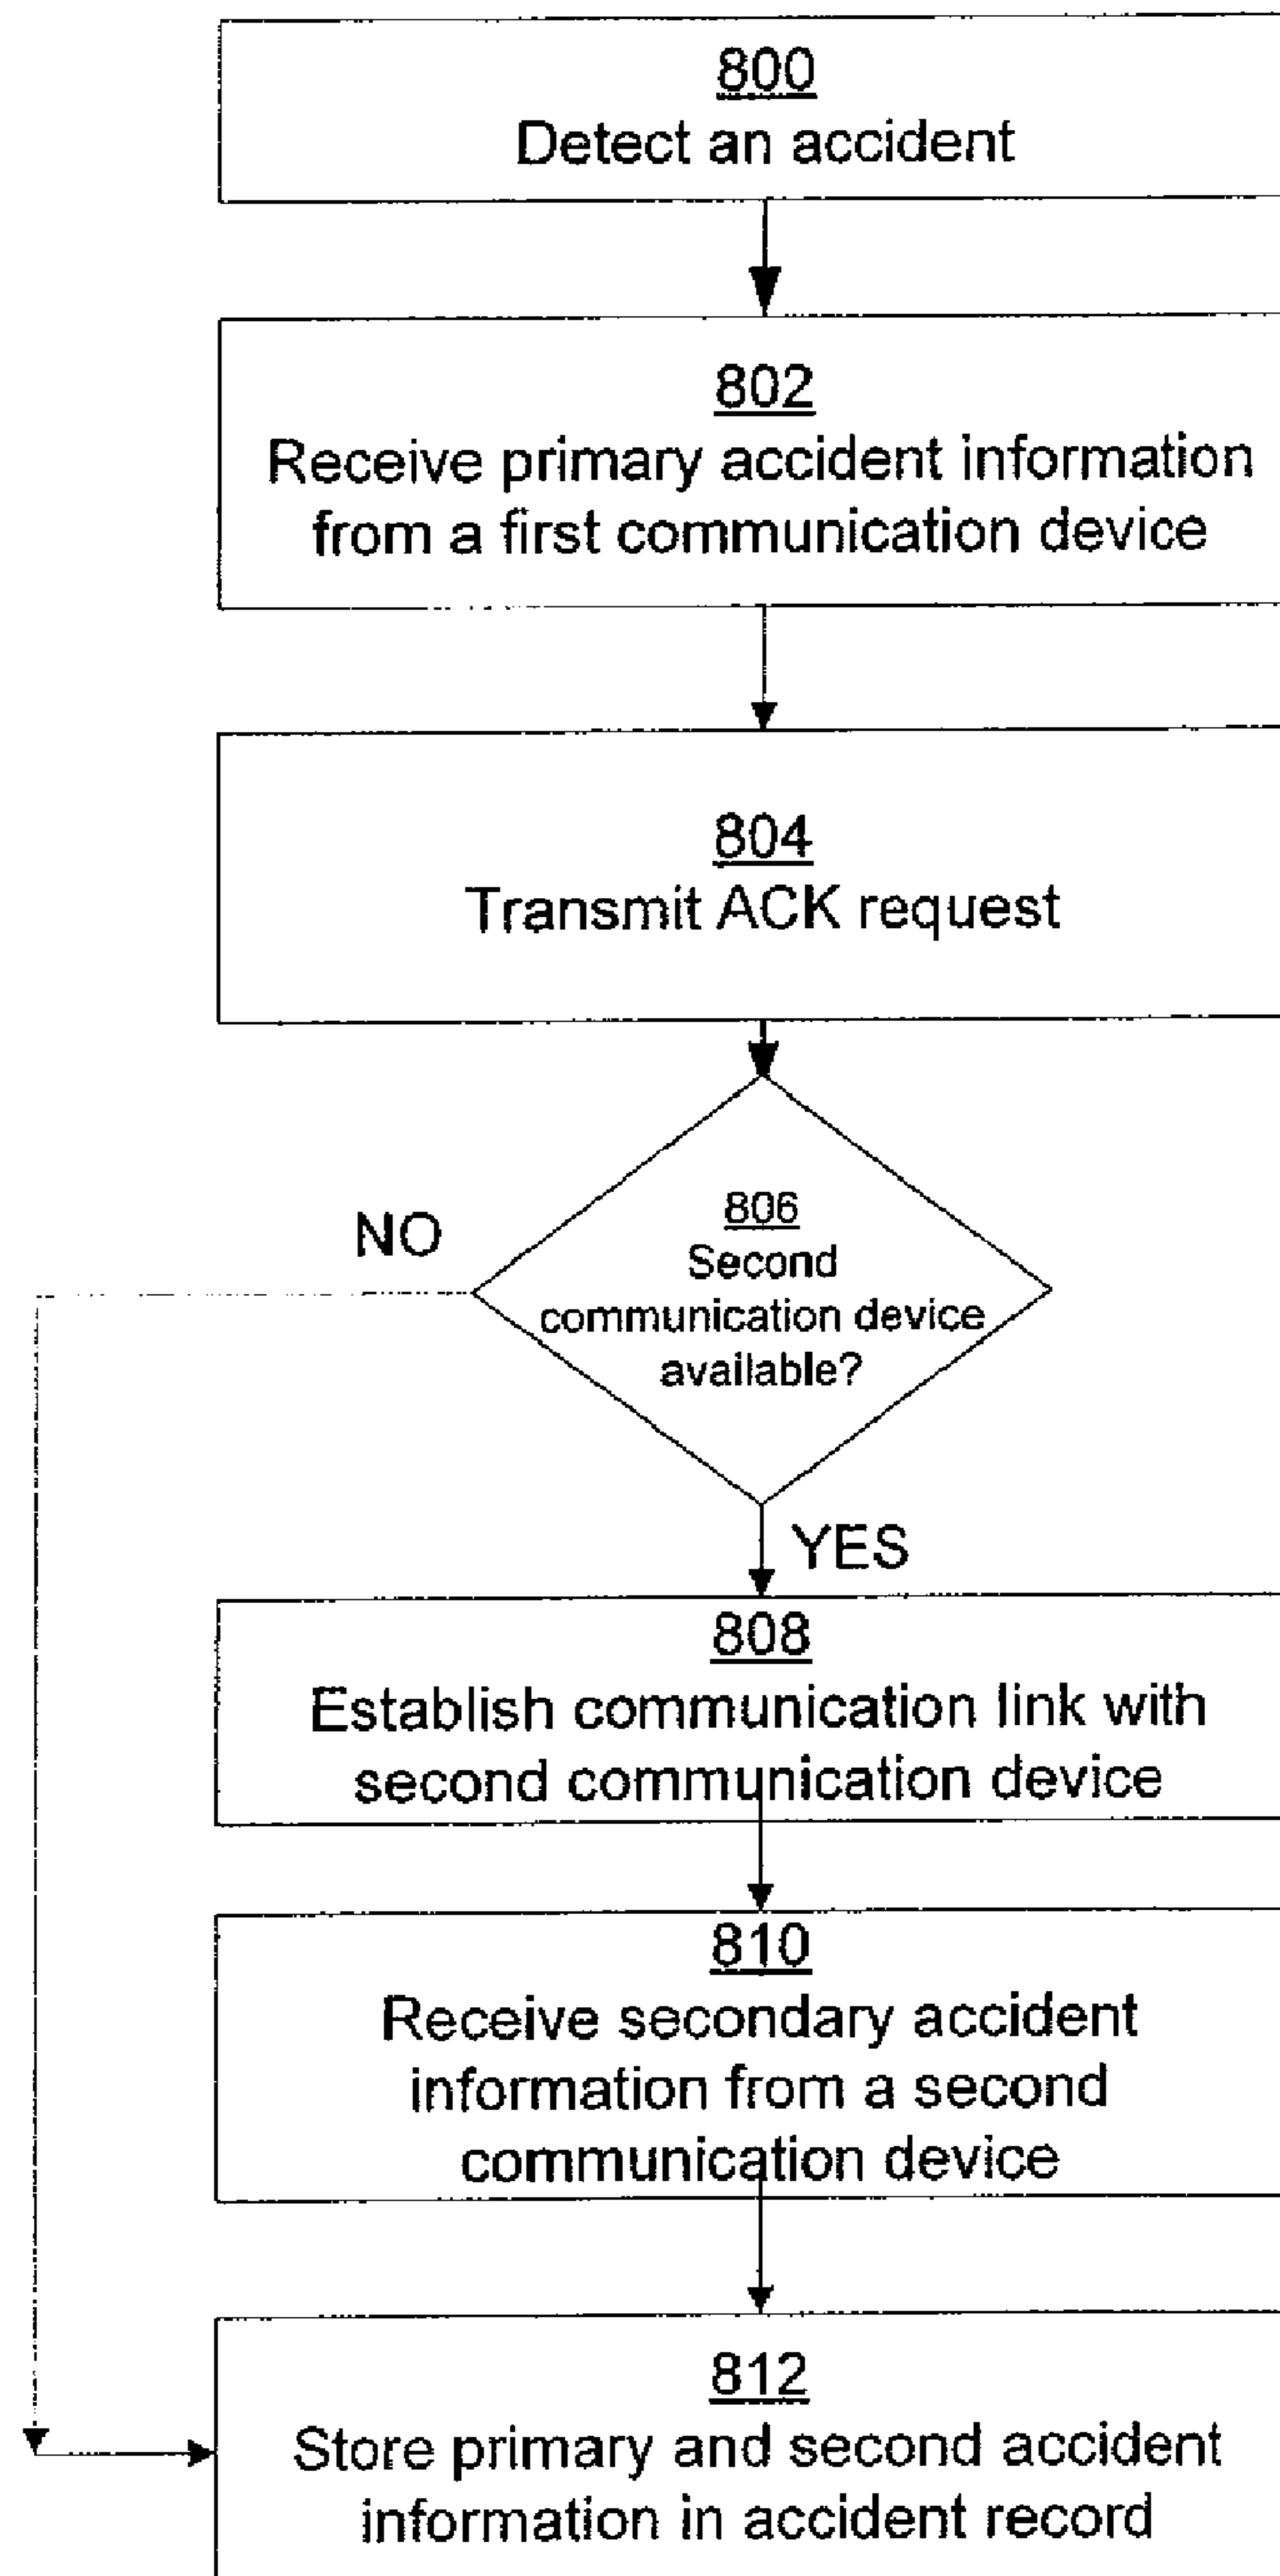 800
Detect an accident
802
Receive primary accident information
from a first communication device
804
Transmit ACK request
806
Second
communication device
available?
NO
YES
808
Establish communication link with
second communication device
810
Receive secondary accident
information from a second
communication device
812
Store primary and second accident
information in accident record